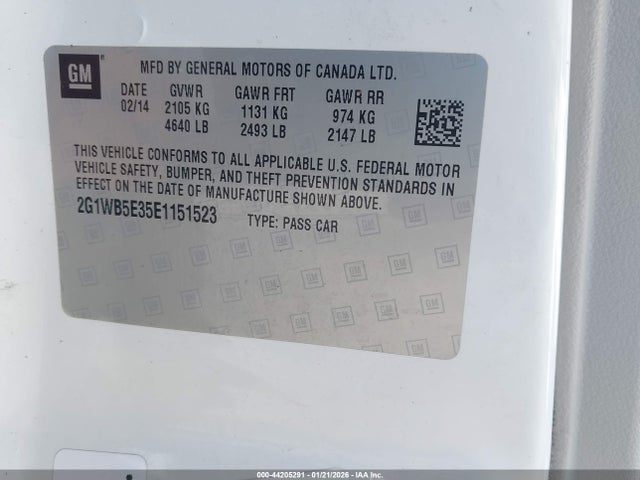 GM
MFD BY GENERAL MOTORS OF CANADA LTD.
DATE GVWR GAWR FRT GAWR RR
02/14 2105 KG 1131 KG 974 KG
4640 LB 2493 LB 2147 LB
THIS VEHICLE CONFORMS TO ALL APPLICABLE U.S. FEDERAL MOTOR
VEHICLE SAFETY, BUMPER, AND THEFT PREVENTION STANDARDS IN
EFFECT ON THE DATE OF MANUFACTURE SHOWN ABOVE.
2G1WB5E35E1151523 TYPE: PASS CAR
000-44205291 - 01/21/2026 - IAA Inc.